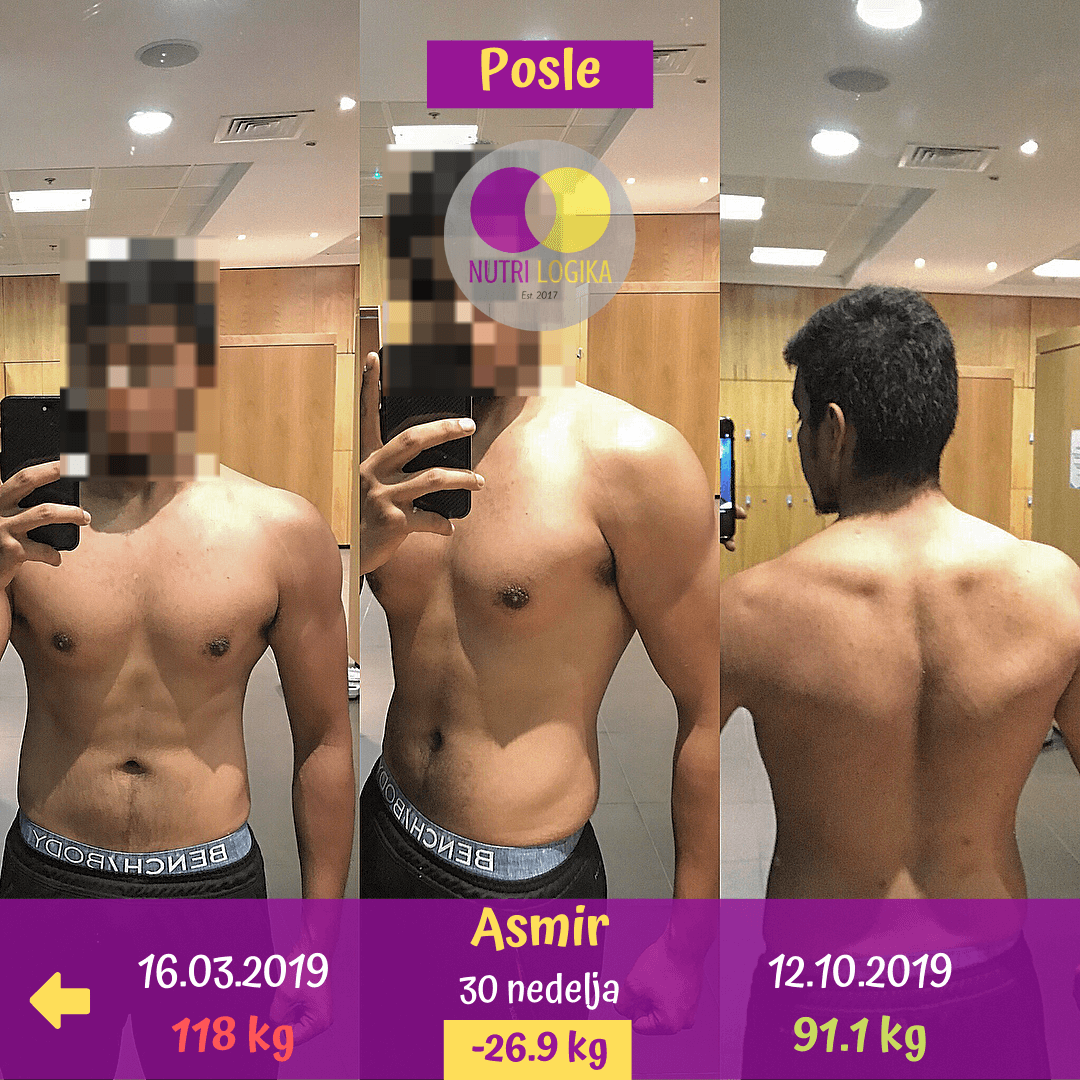 Posle
NUTRI LOGIKA
Est 2017
BENCH/BODY
BENCH/BODY
Asmir
16.03.2019
30 nedelja
12.10.2019
118 kg
-26.9 kg
91.1 kg